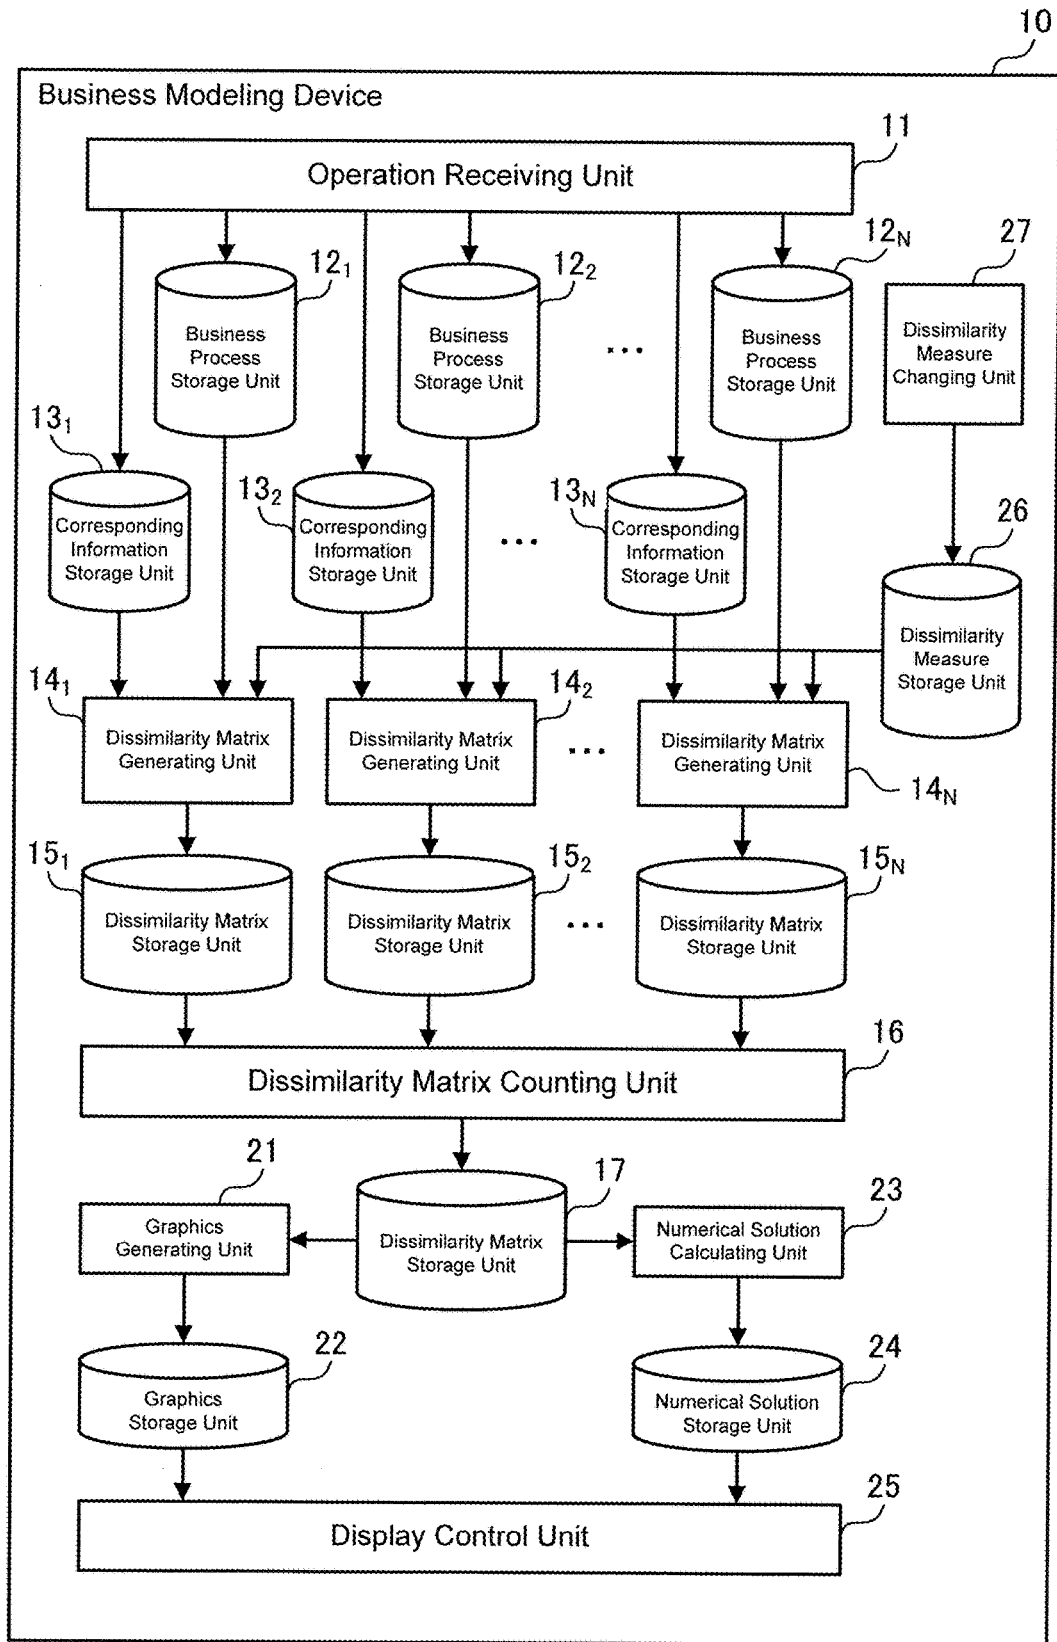 10
Business Modeling Device
11
Operation Receiving Unit
12₁
12₂
12N
27
Business
Process
Storage Unit
Business
Process
Storage Unit
...
Business
Process
Storage Unit
Dissimilarity
Measure
Changing Unit
13₁
13₂
13N
26
Corresponding
Information
Storage Unit
Corresponding
Information
Storage Unit
...
Corresponding
Information
Storage Unit
Dissimilarity
Measure
Storage Unit
14₁
14₂
14N
Dissimilarity Matrix
Generating Unit
Dissimilarity Matrix
Generating Unit
...
Dissimilarity Matrix
Generating Unit
15₁
15₂
15N
Dissimilarity Matrix
Storage Unit
Dissimilarity Matrix
Storage Unit
...
Dissimilarity Matrix
Storage Unit
16
Dissimilarity Matrix Counting Unit
21
17
23
Graphics
Generating Unit
Dissimilarity Matrix
Storage Unit
Numerical Solution
Calculating Unit
22
24
Graphics
Storage Unit
Numerical Solution
Storage Unit
25
Display Control Unit